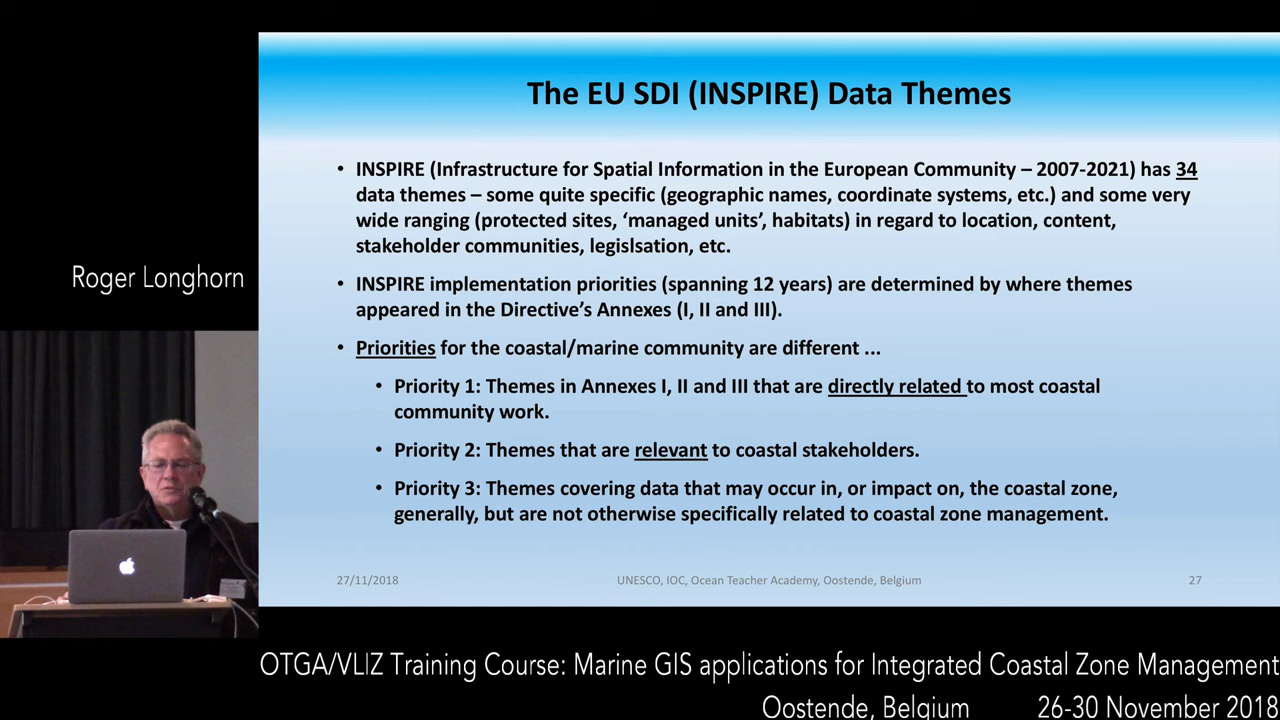 The EU SDI (INSPIRE) Data Themes
• INSPIRE (Infrastructure for Spatial Information in the European Community – 2007-2021) has 34
data themes – some quite specific (geographic names, coordinate systems, etc.) and some very
wide ranging (protected sites, ‘managed units’, habitats) in regard to location, content,
stakeholder communities, legislsation, etc.
• INSPIRE implementation priorities (spanning 12 years) are determined by where themes
appeared in the Directive’s Annexes (I, II and III).
• Priorities for the coastal/marine community are different ...
• Priority 1: Themes in Annexes I, II and III that are directly related to most coastal
community work.
• Priority 2: Themes that are relevant to coastal stakeholders.
• Priority 3: Themes covering data that may occur in, or impact on, the coastal zone,
generally, but are not otherwise specifically related to coastal zone management.
27/11/2018 UNESCO, IOC, Ocean Teacher Academy, Oostende, Belgium 27
Roger Longhorn
OTGA/VLIZ Training Course: Marine GIS applications for Integrated Coastal Zone Management
Oostende, Belgium 26-30 November 2018